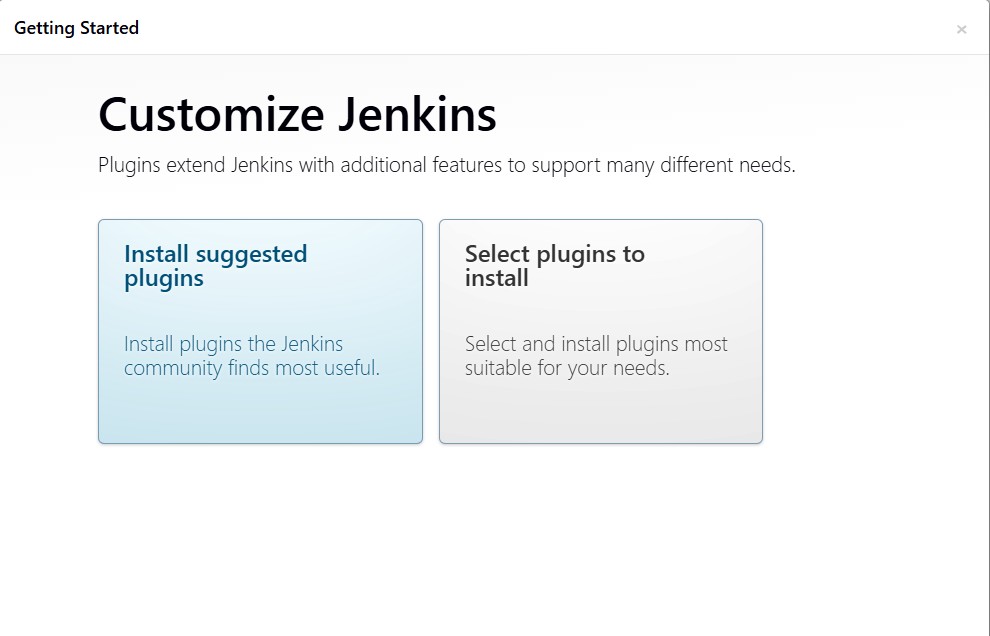 Getting Started
×
Customize Jenkins
Plugins extend Jenkins with additional features to support many different needs.
Install suggested
plugins
Install plugins the Jenkins
community finds most useful.
Select plugins to
install
Select and install plugins most
suitable for your needs.